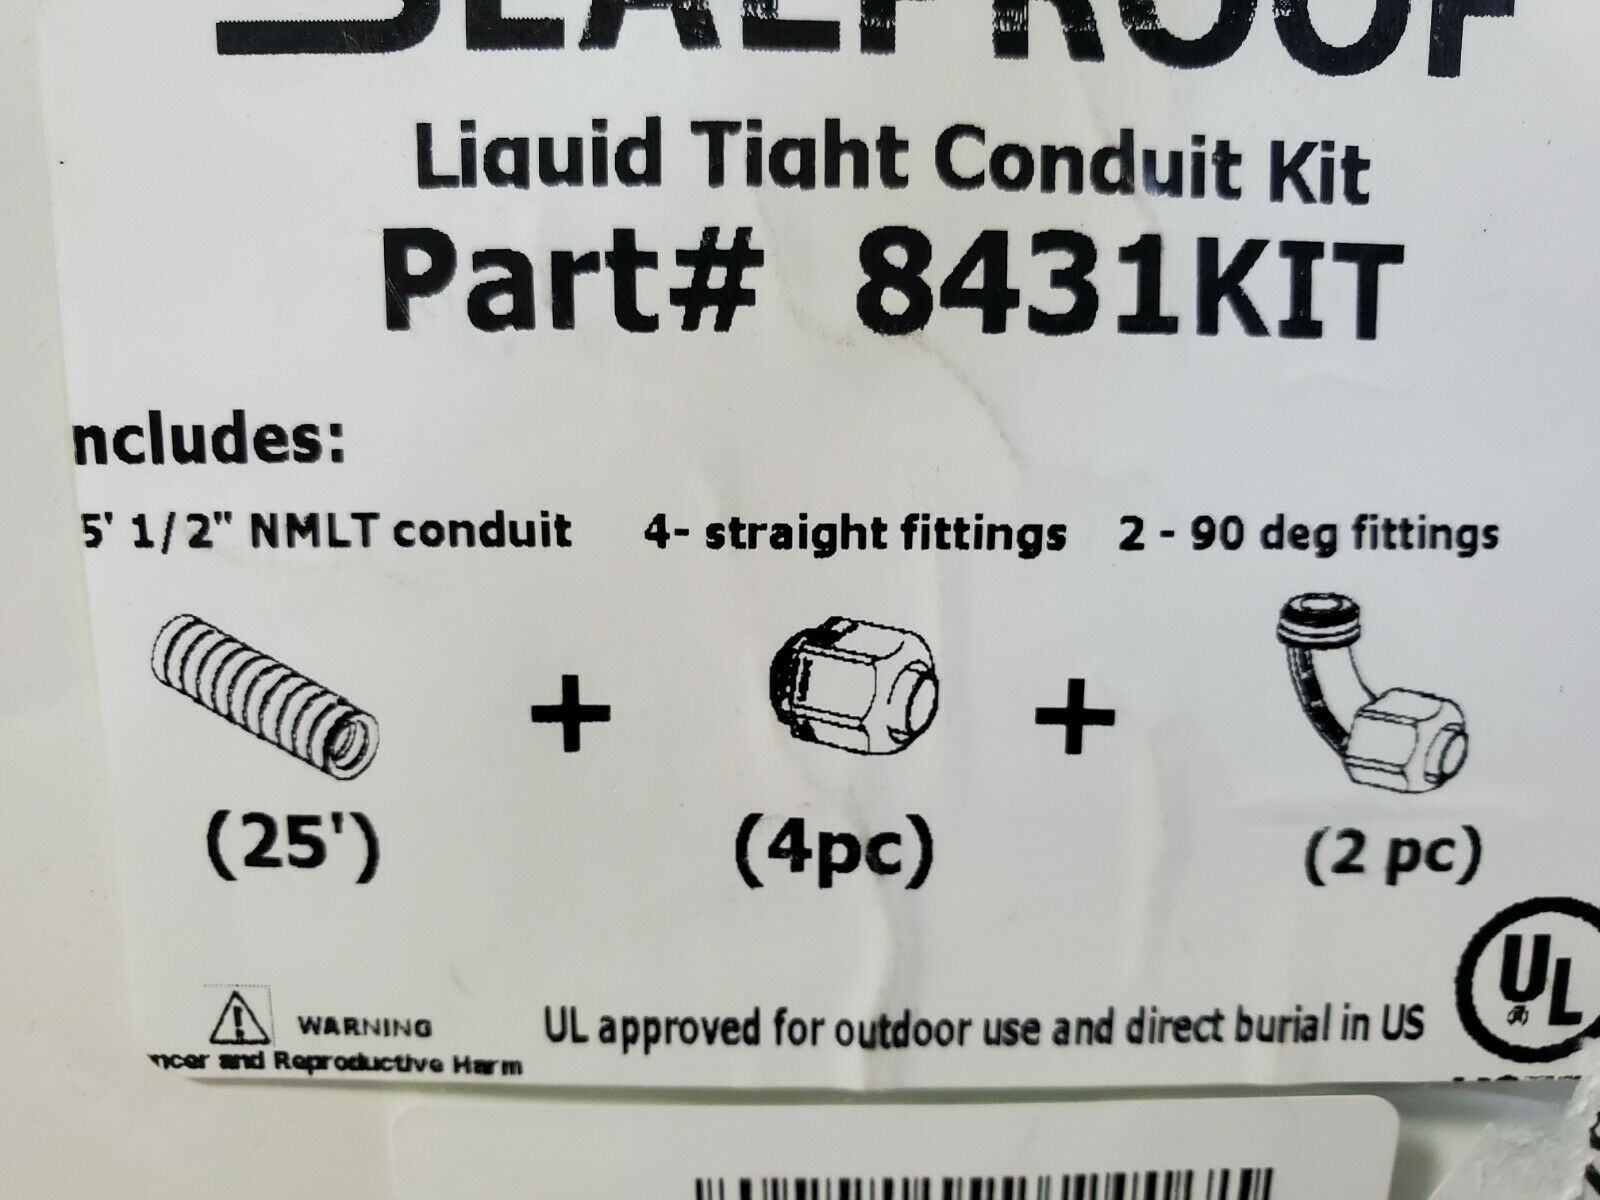 SEALPROOF
Liquid Tight Conduit Kit
Part# 8431KIT
ncludes:
5' 1/2" NMLT conduit 4- straight fittings 2 - 90 deg fittings
+ +
(25') (4pc) (2 pc)
UL
WARNING UL approved for outdoor use and direct burial in US
ncer and Reproductive Harm